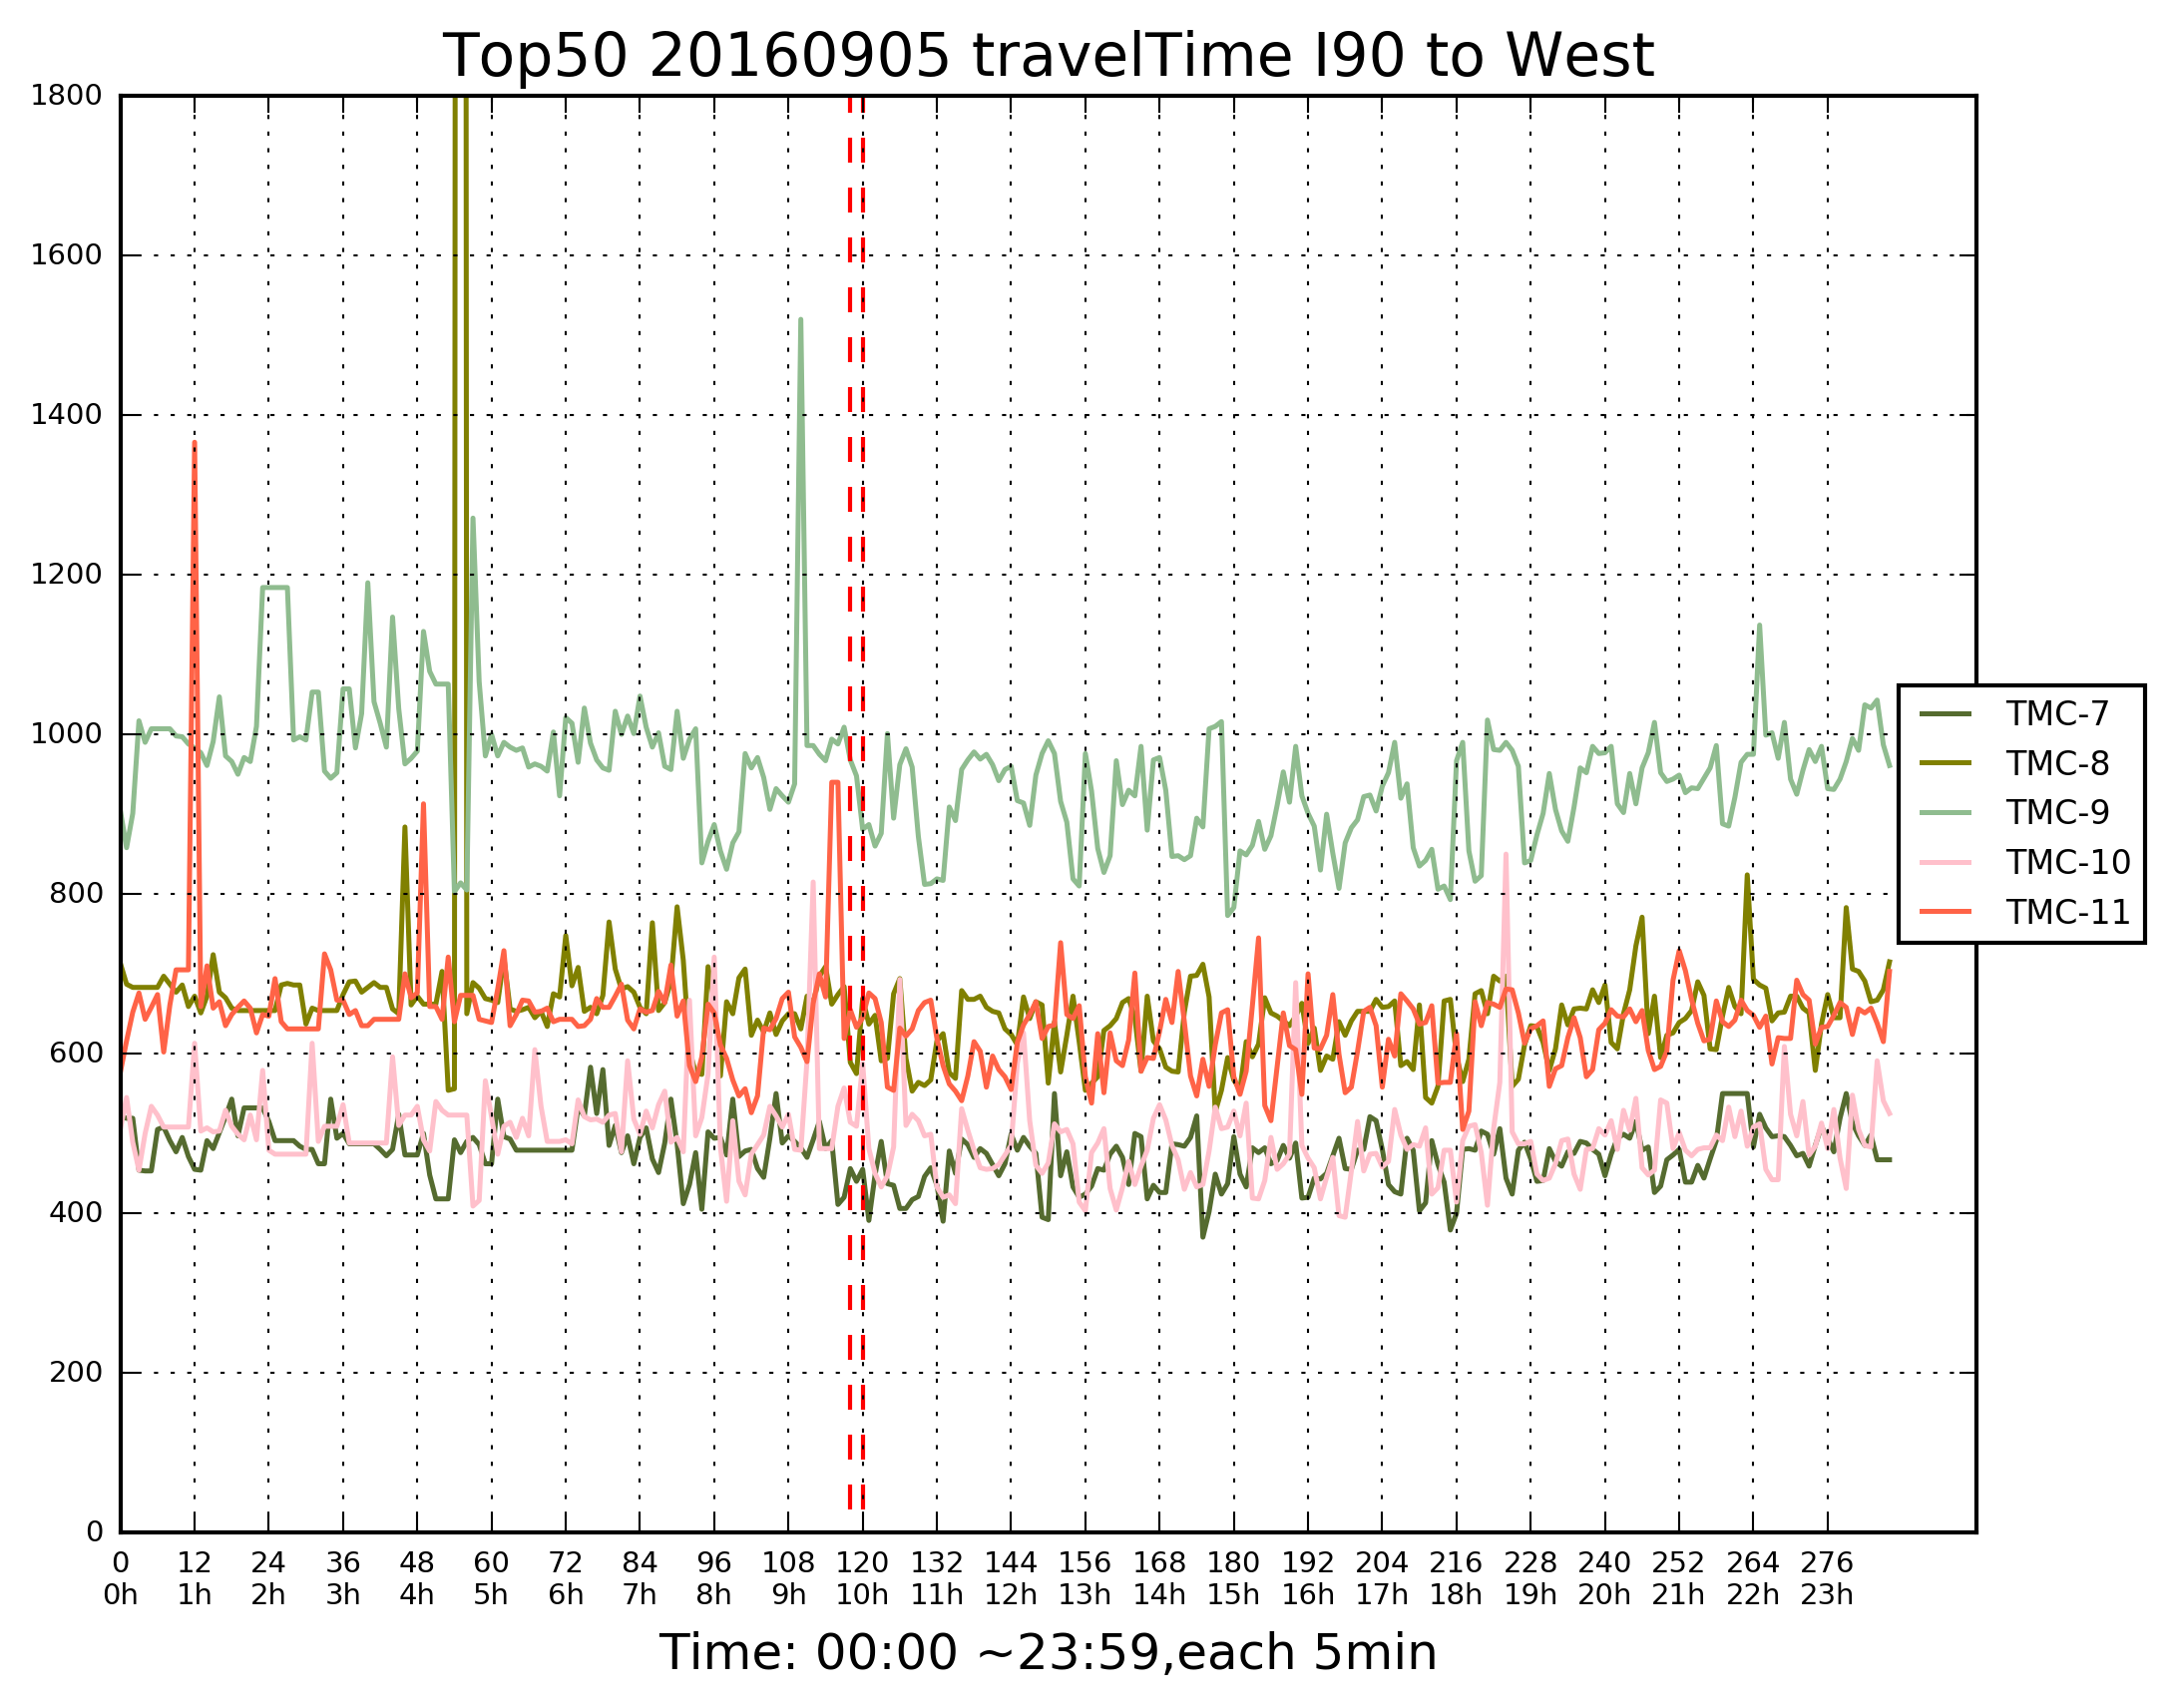 Top50 20160905 travelTime I90 to West
1800
1600
1400
1200
1000
800
600
400
200
0
TMC-7
TMC-8
TMC-9
TMC-10
TMC-11
0 12 24 36 48 60 72 84 96 108 120 132 144 156 168 180 192 204 216 228 240 252 264 276
0h 1h 2h 3h 4h 5h 6h 7h 8h 9h 10h 11h 12h 13h 14h 15h 16h 17h 18h 19h 20h 21h 22h 23h
Time: 00:00 ~23:59,each 5min